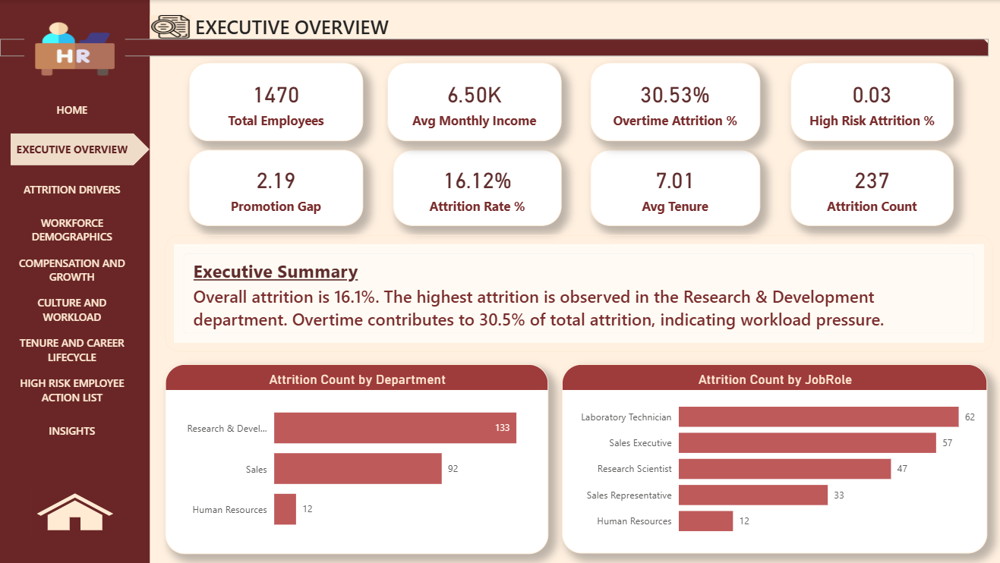 EXECUTIVE OVERVIEW
HR
HOME
EXECUTIVE OVERVIEW
ATTRITION DRIVERS
WORKFORCE
DEMOGRAPHICS
COMPENSATION AND
GROWTH
CULTURE AND
WORKLOAD
TENURE AND CAREER
LIFECYCLE
HIGH RISK EMPLOYEE
ACTION LIST
INSIGHTS
1470
Total Employees
6.50K
Avg Monthly Income
30.53%
Overtime Attrition %
0.03
High Risk Attrition %
2.19
Promotion Gap
16.12%
Attrition Rate %
7.01
Avg Tenure
237
Attrition Count
Executive Summary
Overall attrition is 16.1%. The highest attrition is observed in the Research & Development
department. Overtime contributes to 30.5% of total attrition, indicating workload pressure.
Attrition Count by Department
Research & Devel... 133
Sales 92
Human Resources 12
Attrition Count by JobRole
Laboratory Technician 62
Sales Executive 57
Research Scientist 47
Sales Representative 33
Human Resources 12